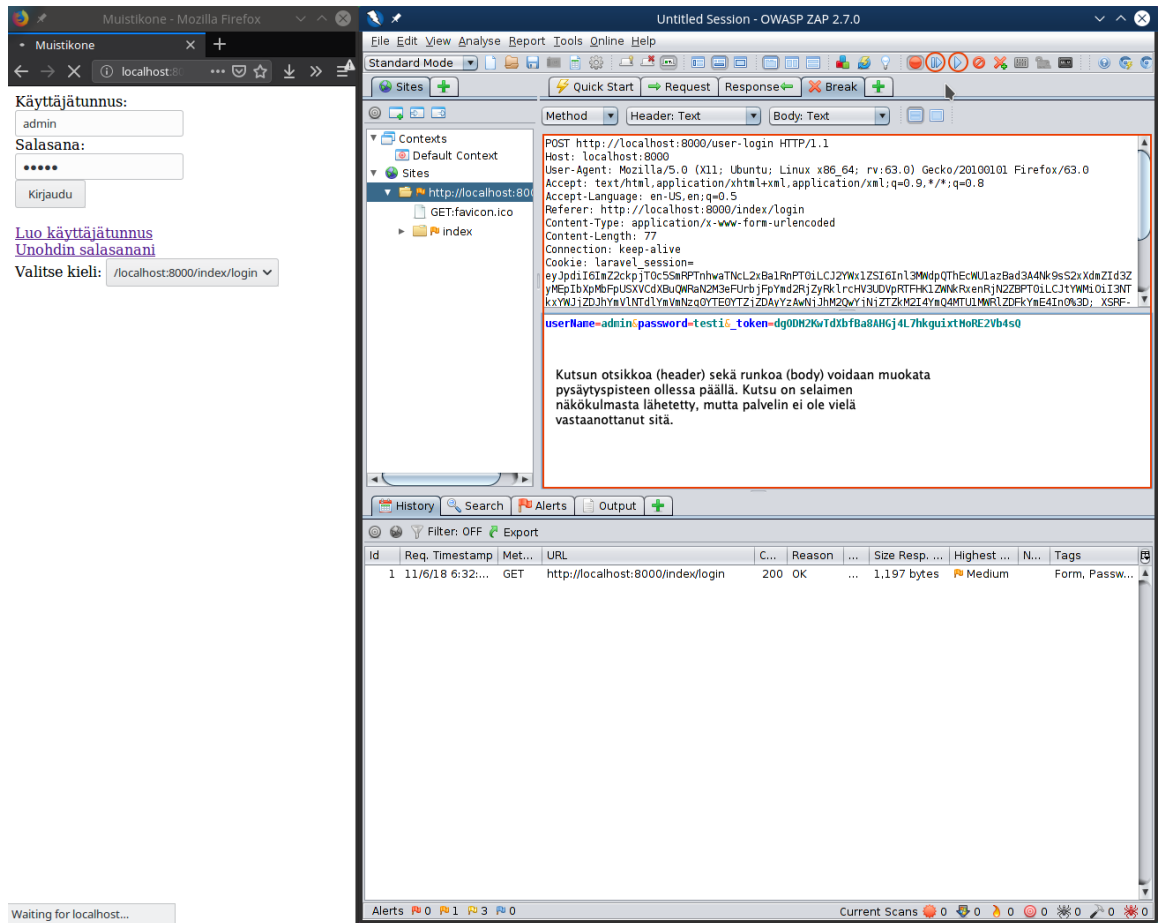 Muistikone - Mozilla Firefox
Muistikone
localhost:80
Käyttäjätunnus:
admin
Salasana:
•••••
Kirjaudu
Luo käyttäjätunnus
Unohdin salasanani
Valitse kieli: /localhost:8000/index/login
Waiting for localhost...
Untitled Session - OWASP ZAP 2.7.0
File Edit View Analyse Report Tools Online Help
Standard Mode
Sites
Quick Start Request Response Break
Method Header: Text Body: Text
Contexts
Default Context
Sites
http://localhost:800
GET:favicon.ico
index
POST http://localhost:8000/user-login HTTP/1.1
Host: localhost:8000
User-Agent: Mozilla/5.0 (X11; Ubuntu; Linux x86_64; rv:63.0) Gecko/20100101 Firefox/63.0
Accept: text/html,application/xhtml+xml,application/xml;q=0.9,*/*;q=0.8
Accept-Language: en-US,en;q=0.5
Referer: http://localhost:8000/index/login
Content-Type: application/x-www-form-urlencoded
Content-Length: 77
Connection: keep-alive
Cookie: laravel_session=
XSRF-
userName=admin&password=testi&_token=dgODM2KwTdXbfBa8AHGj4L7hkguixtMoRE2Vb4sQ
Kutsun otsikkoa (header) sekä runkoa (body) voidaan muokata
pysäytyspisteen ollessa päällä. Kutsu on selaimen
näkökulmasta lähetetty, mutta palvelin ei ole vielä
vastaanottanut sitä.
History Search Alerts Output
Filter: OFF Export
Id Req. Timestamp Met... URL C... Reason ... Size Resp. ... Highest ... N... Tags
1 11/6/18 6:32:... GET http://localhost:8000/index/login 200 OK ... 1,197 bytes Medium Form, Passw...
Alerts 0 1 3 0 Current Scans 0 0 0 0 0 0 0